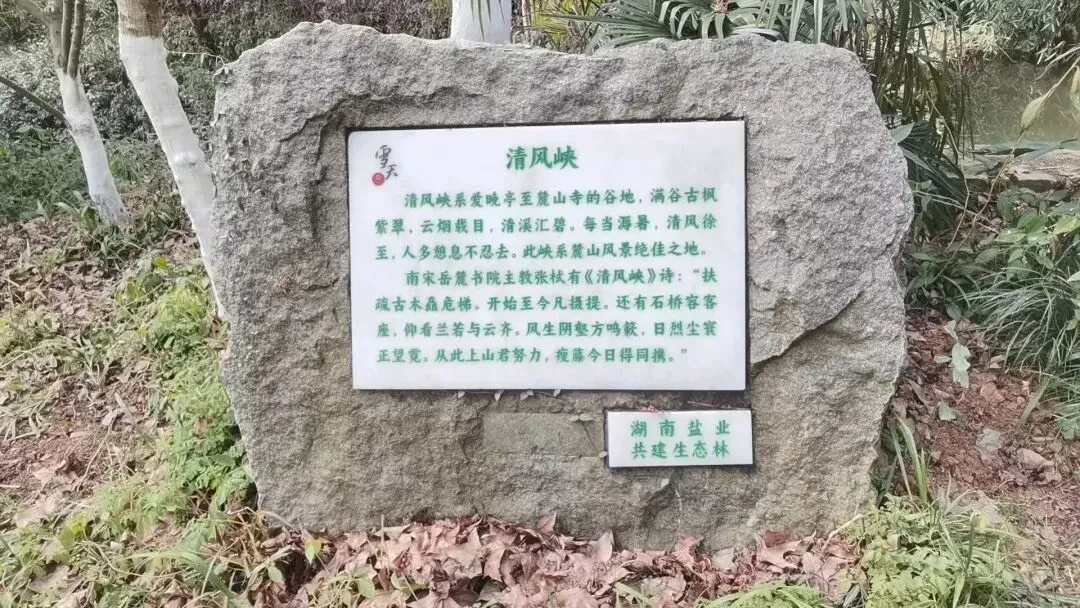 雪天
清风峡
清风峡系爱晚亭至麓山寺的谷地，满谷古枫
紫翠，云烟载目，清溪汇碧。每当溽暑，清风徐
至，人多憩息不忍去。此峡系麓山风景绝佳之地。
南宋岳麓书院主教张栻有《清风峡》诗：“扶
疏古木矗危梯。开始至今凡摄提。还有石桥容客
座，仰看兰若与云齐。风生阴壑方鸣籁，日烈尘寰
正望霓。从此上山君努力，瘦藤今日得同携。”
湖南盐业
共建生态林